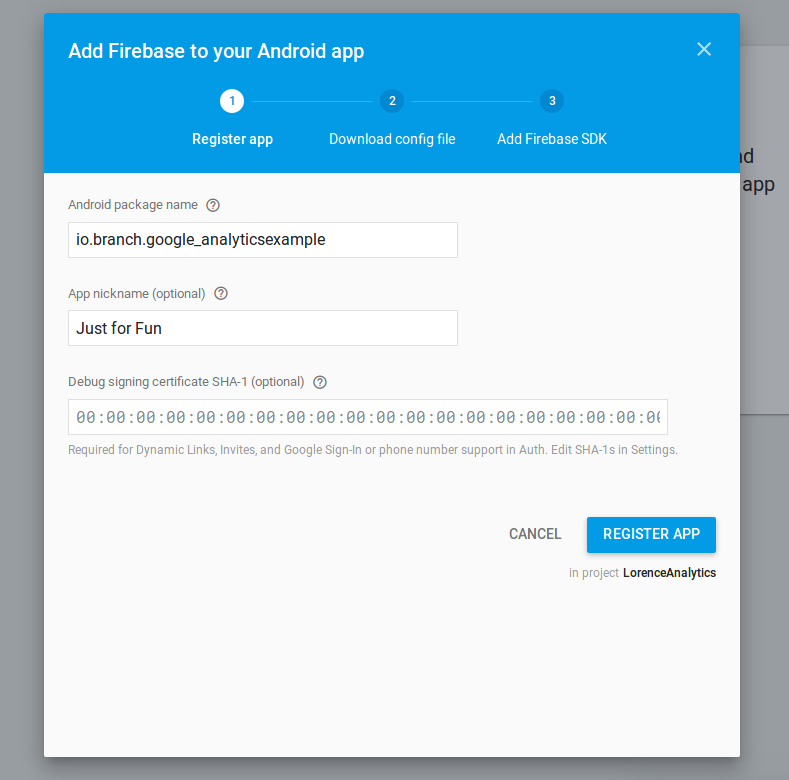 Add Firebase to your Android app
1 2 3
Register app Download config file Add Firebase SDK
app
Android package name
io.branch.google_analyticsexample
App nickname (optional)
Just for Fun
Debug signing certificate SHA-1 (optional)
00:00:00:00:00:00:00:00:00:00:00:00:00:00:00:00:00:00:00:00
Required for Dynamic Links, Invites, and Google Sign-In or phone number support in Auth. Edit SHA-1s in Settings.
CANCEL REGISTER APP
in project LorenceAnalytics